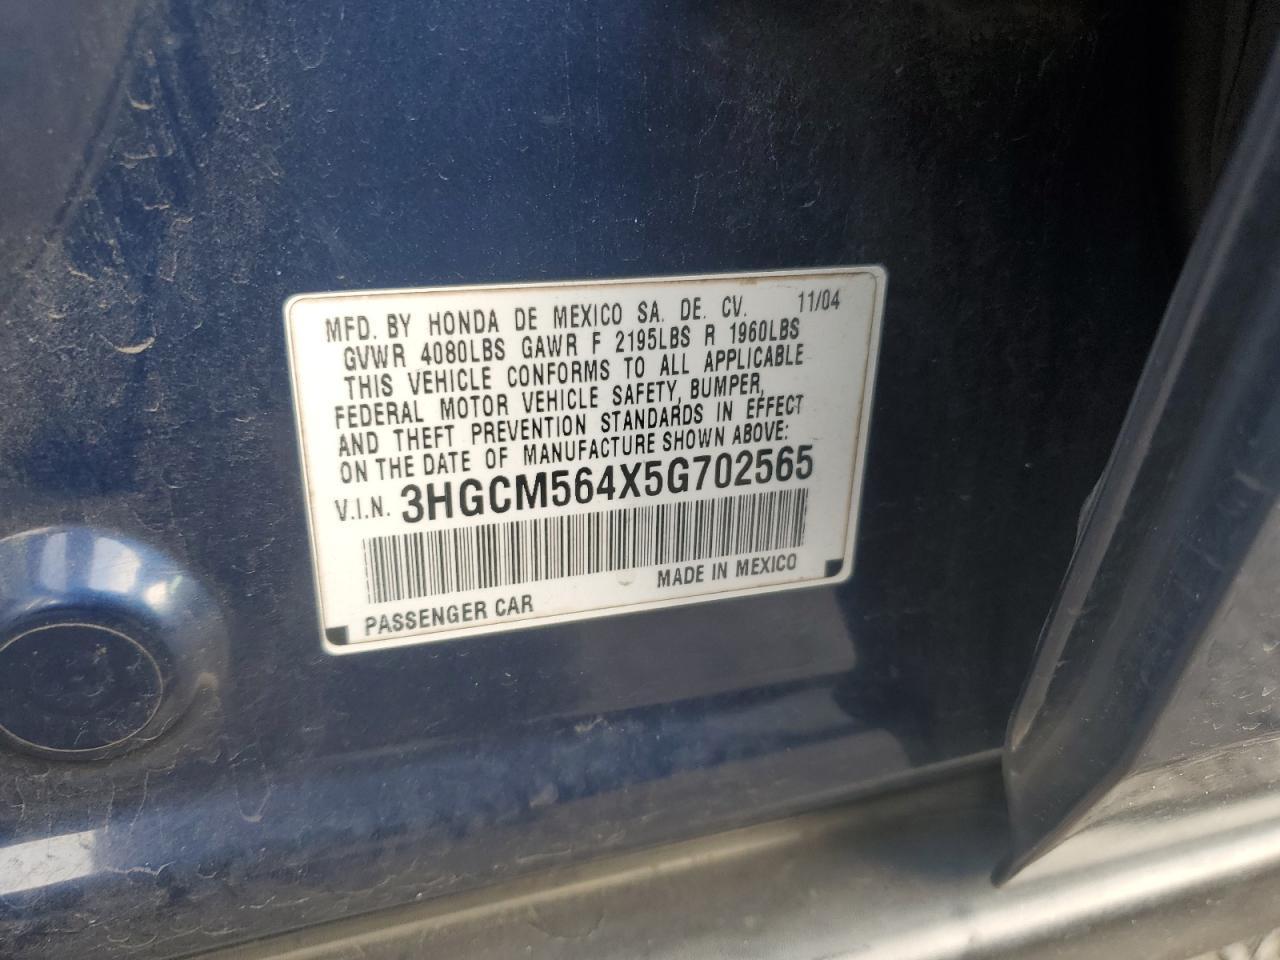 MFD. BY HONDA DE MEXICO SA. DE. CV. 11/04
GVWR 4080LBS GAWR F 2195LBS R 1960LBS
THIS VEHICLE CONFORMS TO ALL APPLICABLE
FEDERAL MOTOR VEHICLE SAFETY, BUMPER,
AND THEFT PREVENTION STANDARDS IN EFFECT
ON THE DATE OF MANUFACTURE SHOWN ABOVE:
V.I.N. 3HGCM564X5G702565
PASSENGER CAR MADE IN MEXICO